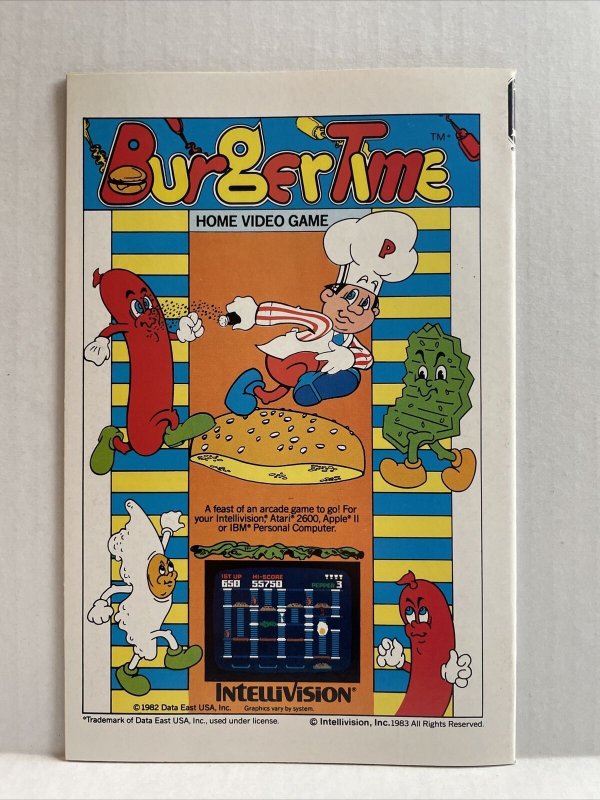 BurgerTime TM*
HOME VIDEO GAME
P
A feast of an arcade game to go! For
your Intellivision,® Atari® 2600, Apple® II
or IBM® Personal Computer.
1ST UP HI-SCORE
650 55750 PEPPER 3
INTELLIVISION®
©1982 Data East USA, Inc. Graphics vary by system.
*Trademark of Data East USA, Inc., used under license. © Intellivision, Inc. 1983 All Rights Reserved.